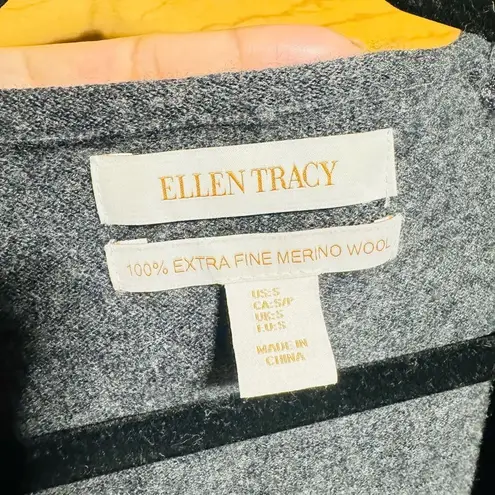 ELLEN TRACY
100% EXTRA FINE MERINO WOOL
US:S
CA:S/P
UK:S
EU:S
MADE IN
CHINA